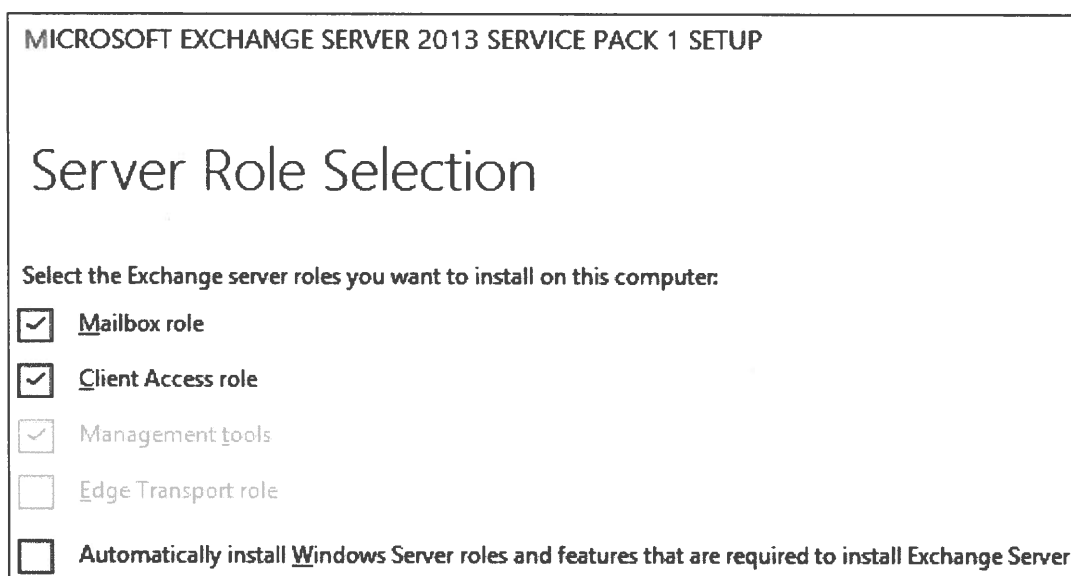 MICROSOFT EXCHANGE SERVER 2013 SERVICE PACK 1 SETUP
Server Role Selection
Select the Exchange server roles you want to install on this computer:
Mailbox role
Client Access role
Management tools
Edge Transport role
Automatically install Windows Server roles and features that are required to install Exchange Server